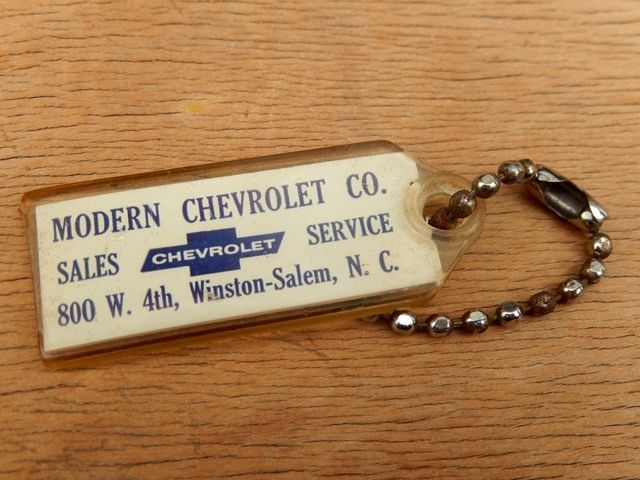 MODERN CHEVROLET CO.
SALES CHEVROLET SERVICE
800 W. 4th, Winston-Salem, N. C.